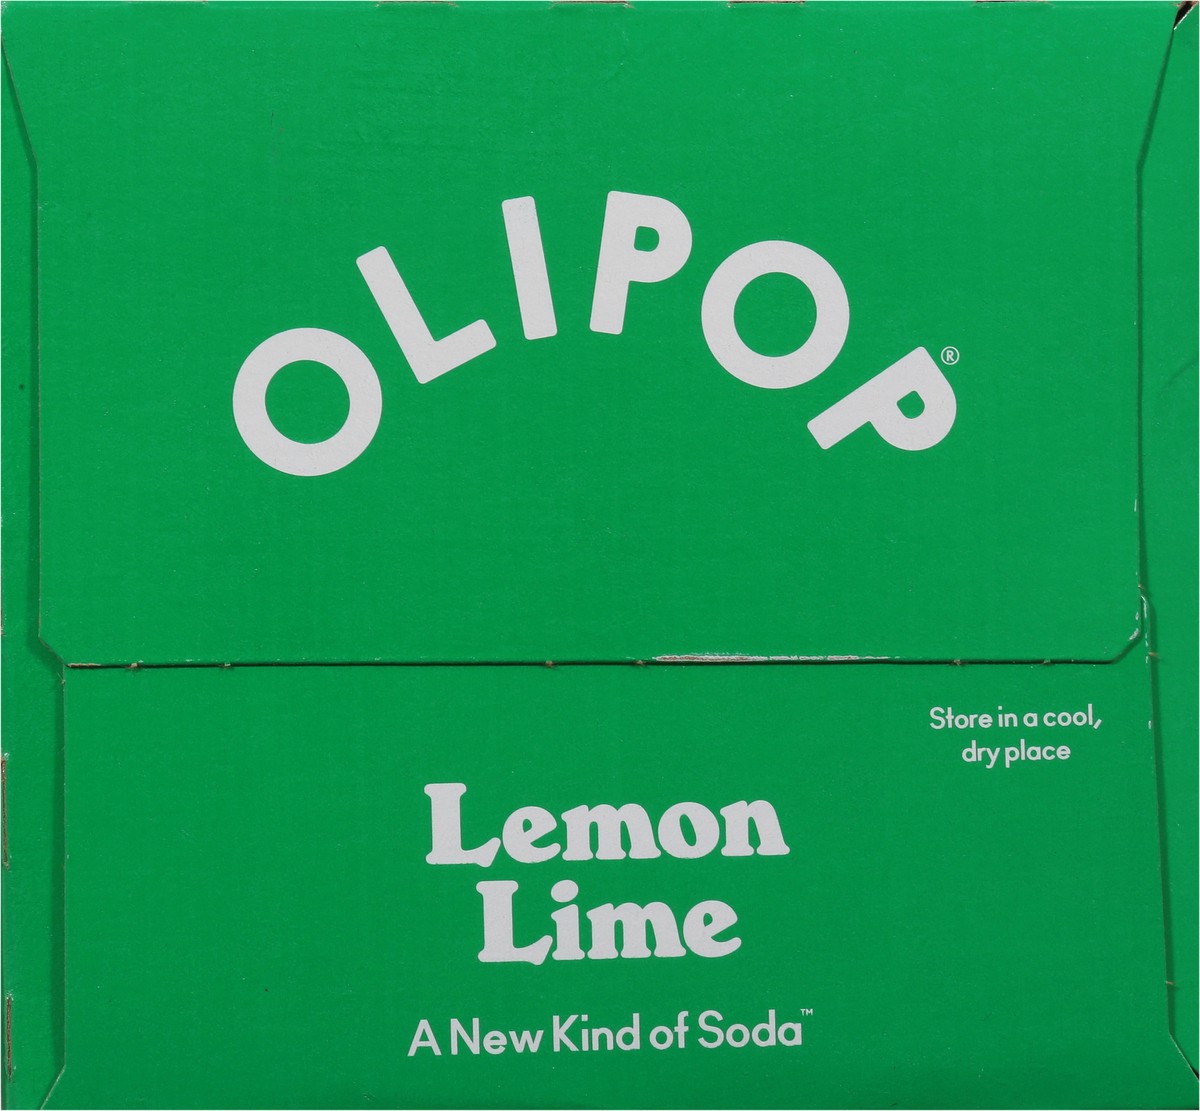 OLIPOP®
Store in a cool,
dry place
Lemon
Lime
A New Kind of Soda™